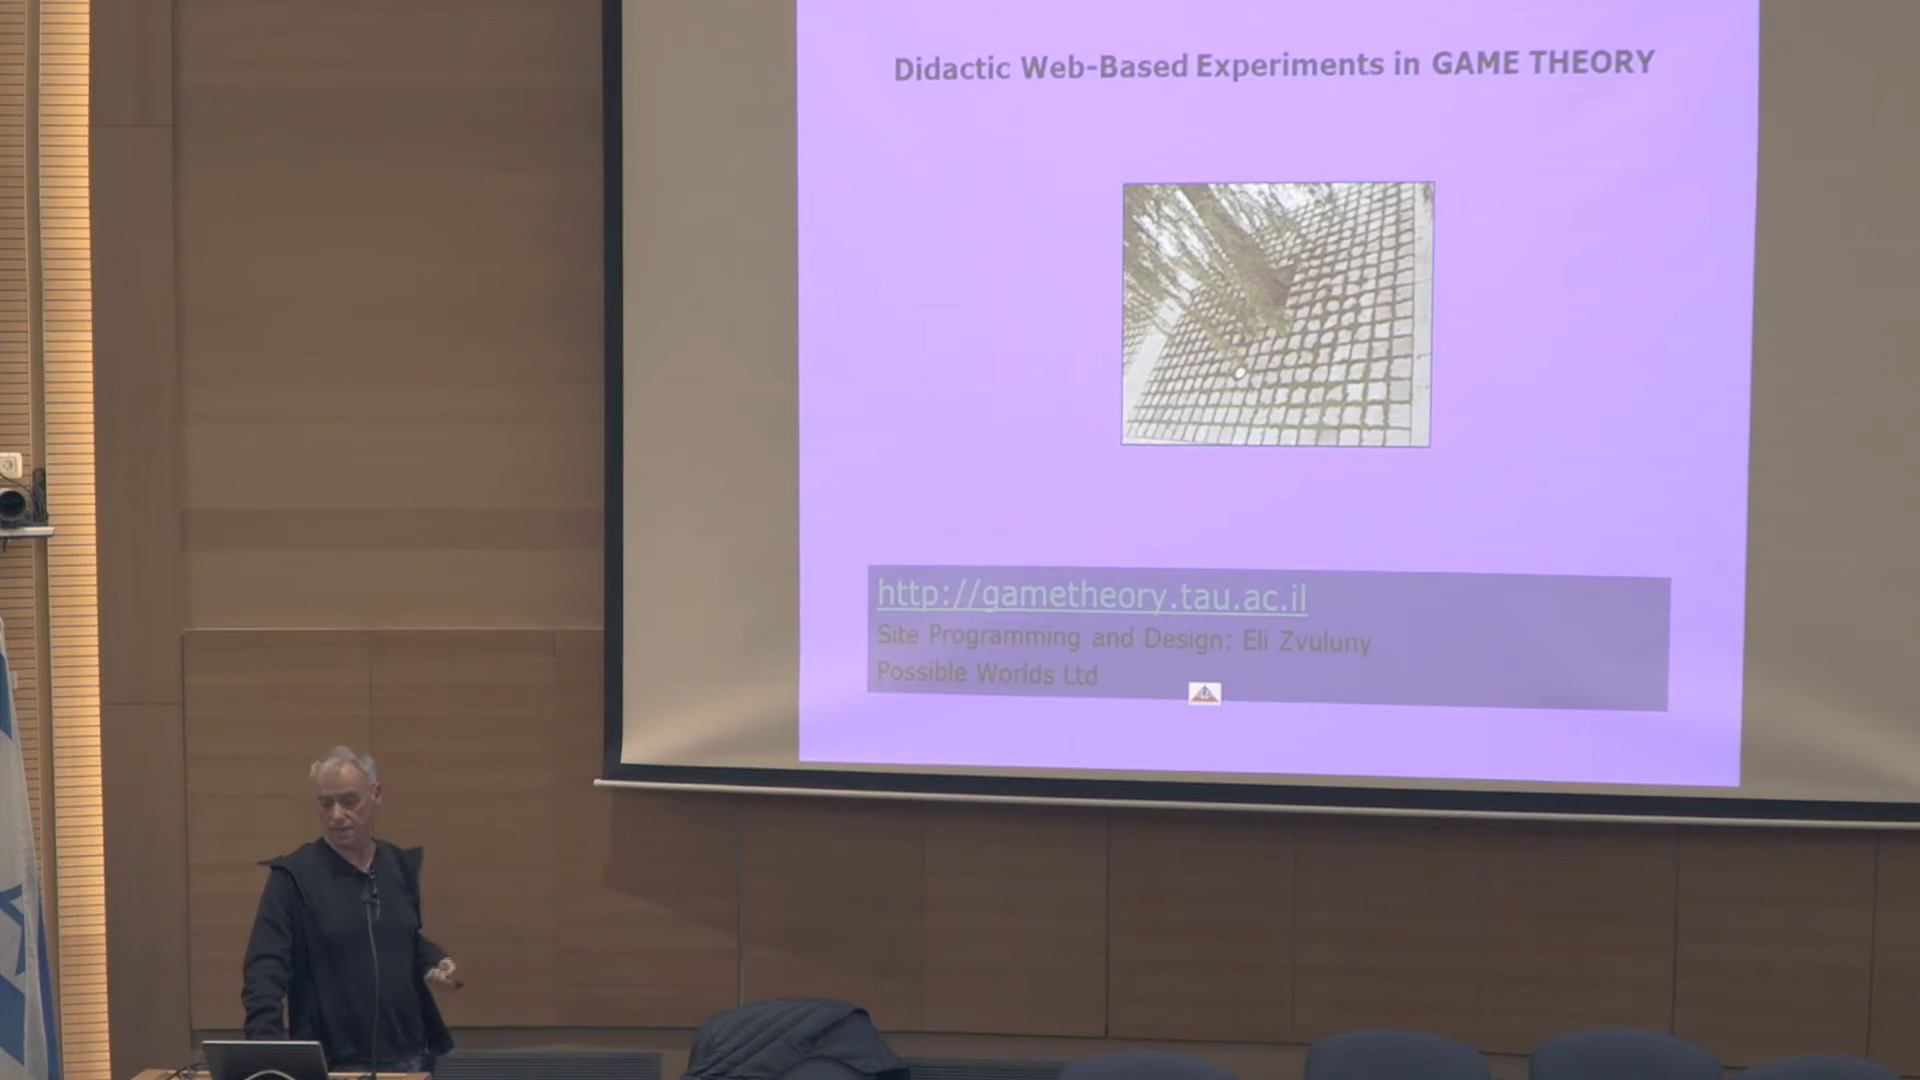 Didactic Web-Based Experiments in GAME THEORY
http://gametheory.tau.ac.il
Site Programming and Design: Eli Zvuluny
Possible Worlds Ltd